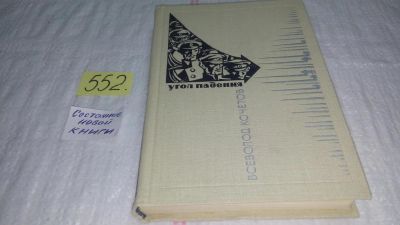 552.
Состояние
новой
книги
угол падения
ВСЕВОЛОД КОЧЕТОВ